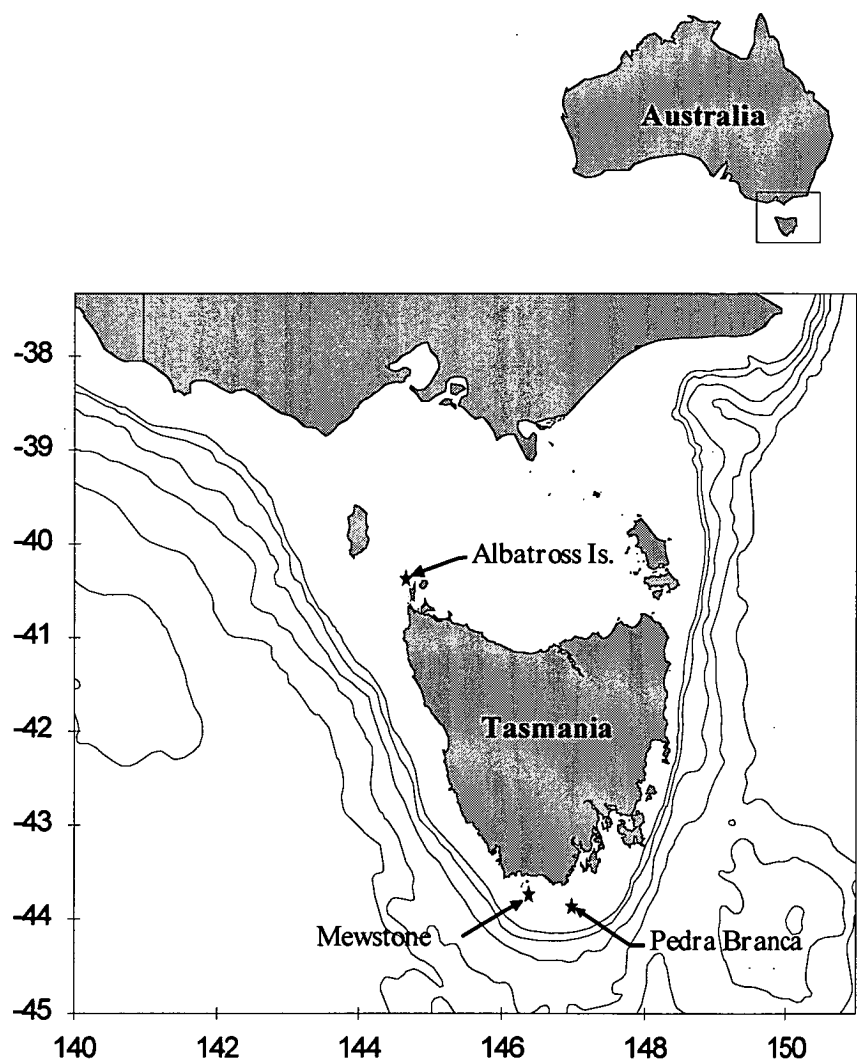 Australia
-38
-39
-40
Albatross Is.
-41
-42
Tasmania
-43
-44
Mewstone
Pedra Branca
-45
140
142
144
146
148
150